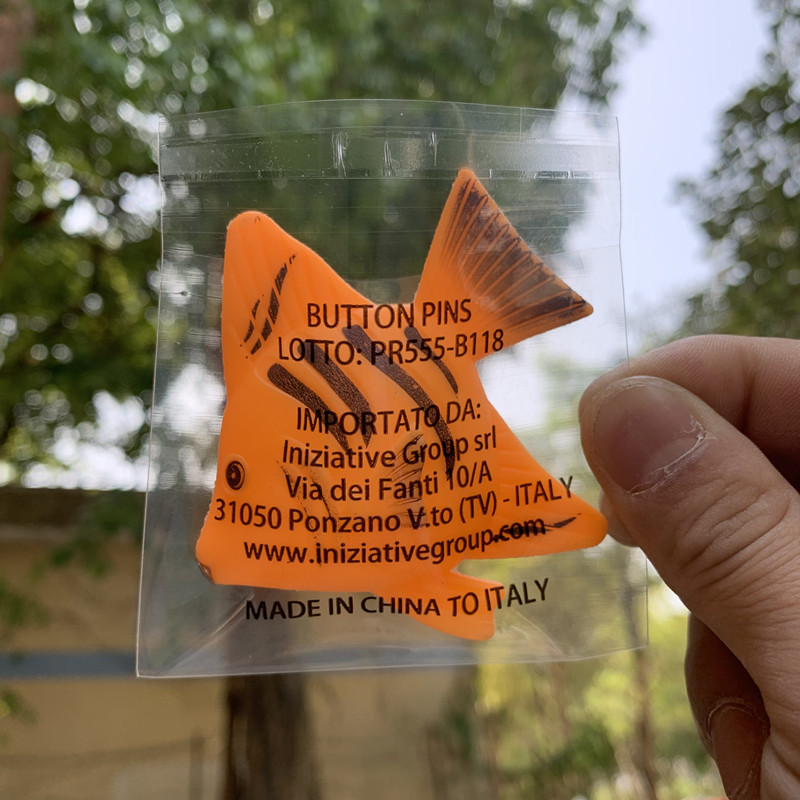 BUTTON PINS
LOTTO: PR555-B118
IMPORTATO DA:
Iniziative Group srl
Via dei Fanti 10/A
31050 Ponzano V.to (TV) - ITALY
www.iniziativegroup.com
MADE IN CHINA TO ITALY